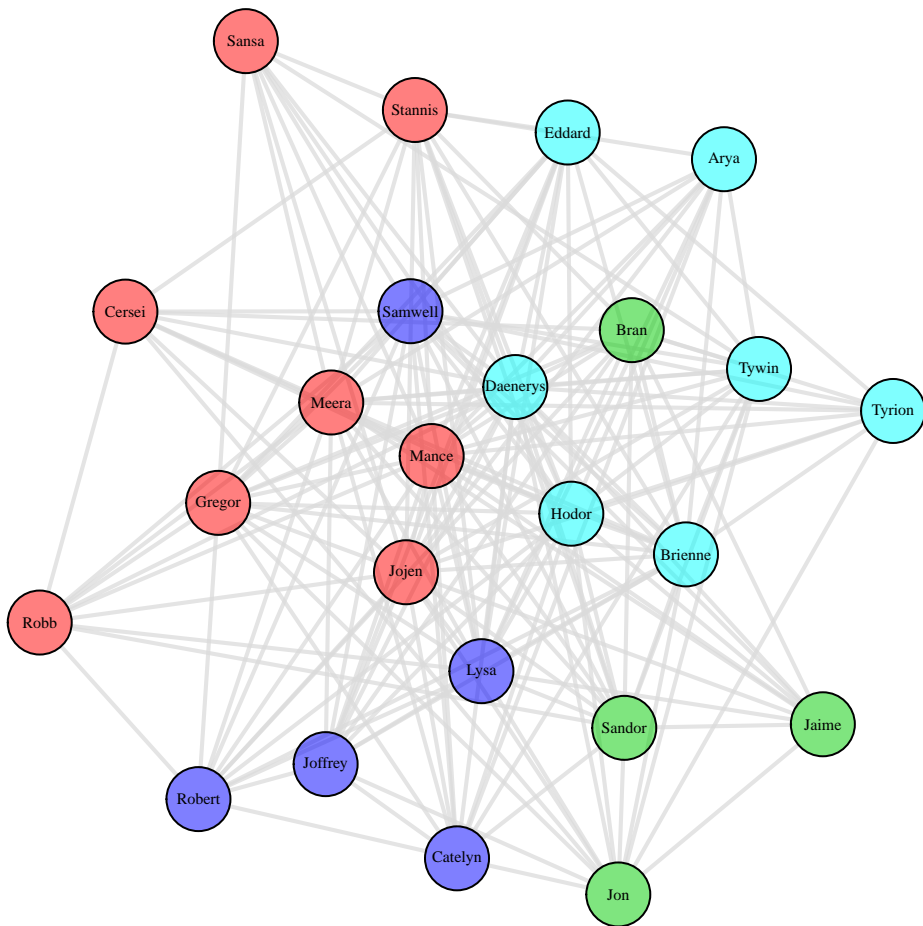 Sansa
Stannis
Eddard
Arya
Cersei
Samwell
Bran
Tywin
Daenerys
Meera
Tyrion
Mance
Gregor
Hodor
Brienne
Jojen
Robb
Lysa
Sandor
Jaime
Joffrey
Robert
Catelyn
Jon